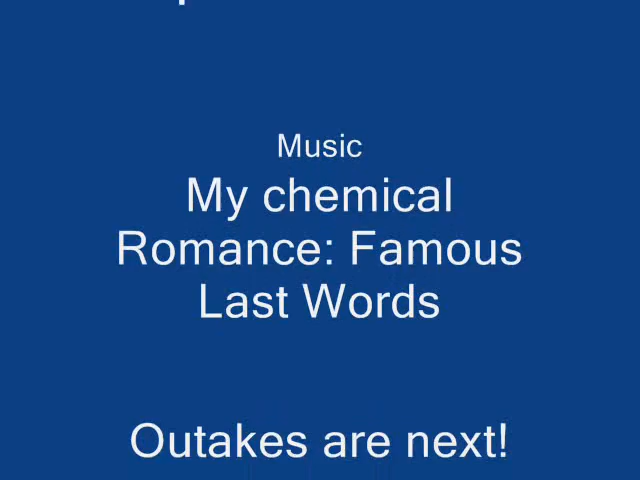 Music
My chemical
Romance: Famous
Last Words
Outakes are next!